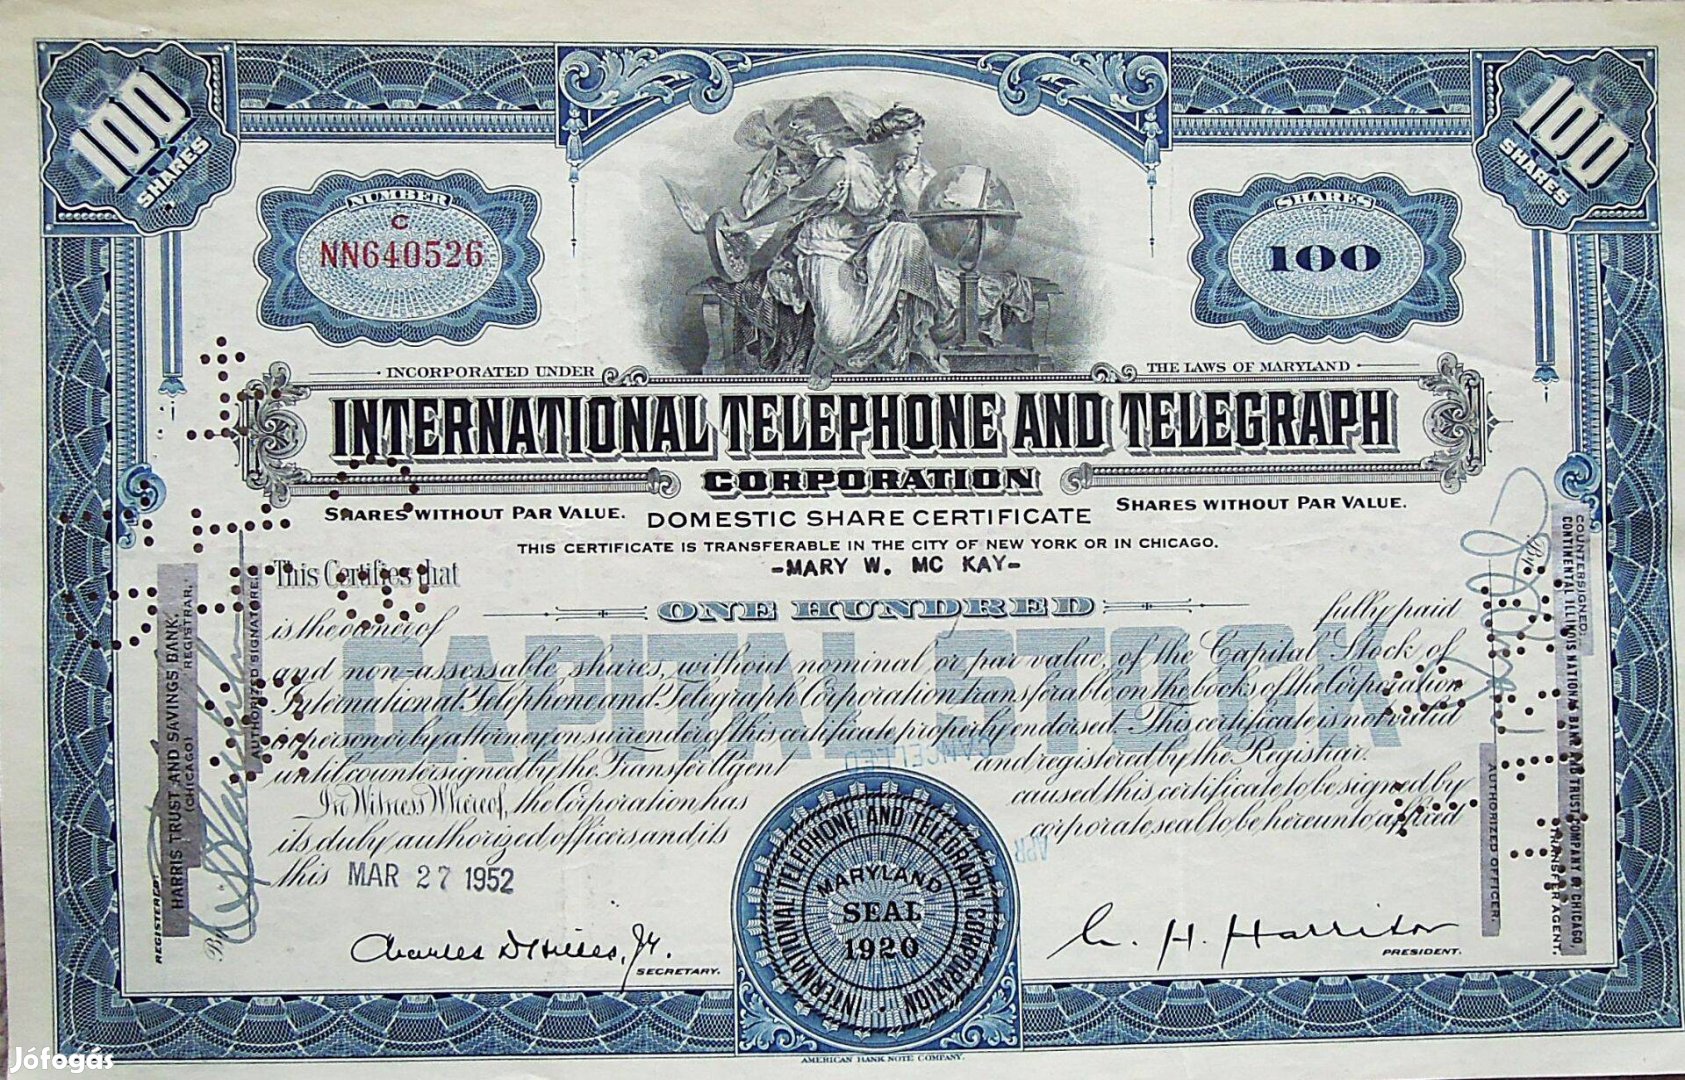 100 SHARES
100 SHARES
NUMBER
C
NN640526
SHARES
100
INCORPORATED UNDER THE LAWS OF MARYLAND
INTERNATIONAL TELEPHONE AND TELEGRAPH
CORPORATION
SHARES WITHOUT PAR VALUE. DOMESTIC SHARE CERTIFICATE SHARES WITHOUT PAR VALUE.
THIS CERTIFICATE IS TRANSFERABLE IN THE CITY OF NEW YORK OR IN CHICAGO.
This Certifies that -MARY W. MC KAY-
is the owner of ONE HUNDRED fully paid
CAPITAL STOCK
and non-assessable shares, without nominal or par value, of the Capital Stock of
International Telephone and Telegraph Corporation transferable on the books of the Corporation
in person or by attorney on surrender of this certificate properly endorsed. This certificate is not valid
until countersigned by the Transfer Agent and registered by the Registrar.
CANCELLED
In Witness Whereof, the Corporation has caused this certificate to be signed by
its duly authorized officers and its corporate seal to be hereunto affixed
APR
this MAR 27 1952
INTERNATIONAL TELEPHONE AND TELEGRAPH CORPORATION
MARYLAND
SEAL
1920
Charles D. Hilles, Jr.
SECRETARY.
H. Harrison
PRESIDENT.
REGISTERED
HARRIS TRUST AND SAVINGS BANK,
(CHICAGO) REGISTRAR.
By
AUTHORIZED SIGNATURE.
COUNTERSIGNED.
CONTINENTAL ILLINOIS NATIONAL BANK AND TRUST COMPANY OF CHICAGO,
TRANSFER AGENT.
By
AUTHORIZED OFFICER.
AMERICAN BANK NOTE COMPANY.
Jófogás